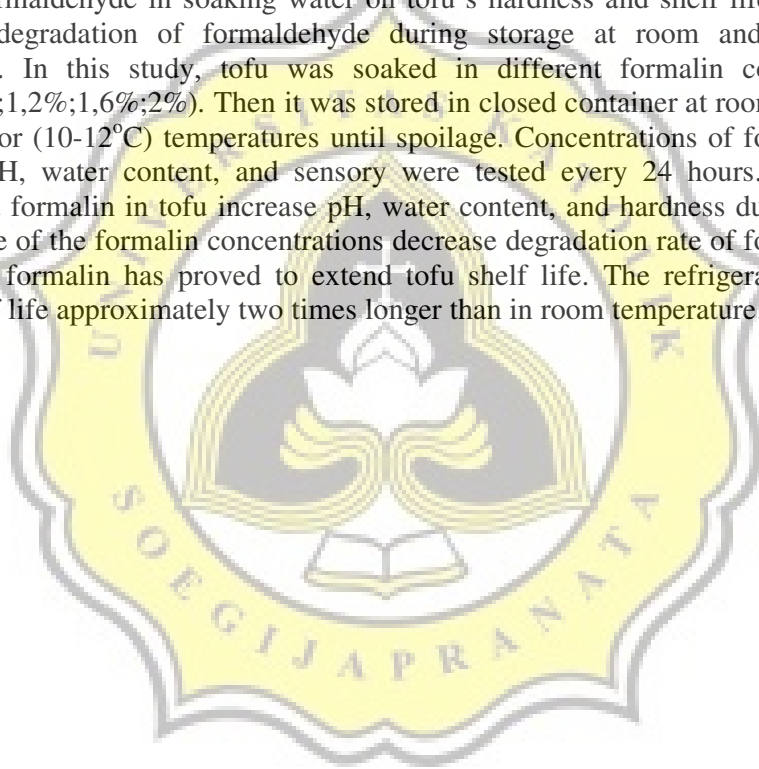 formaldehyde in soaking water on tofu's hardness and shelf life
degradation of formaldehyde during storage at room and
. In this study, tofu was soaked in different formalin co
;1,2%;1,6%;2%). Then it was stored in closed container at room
or (10-12°C) temperatures until spoilage. Concentrations of fo
H, water content, and sensory were tested every 24 hours.
formalin in tofu increase pH, water content, and hardness du
e of the formalin concentrations decrease degradation rate of fo
formalin has proved to extend tofu shelf life. The refrigera
f life approximately two times longer than in room temperature
UNIVERSITAS KATOLIK
SOEGIJAPRANATA